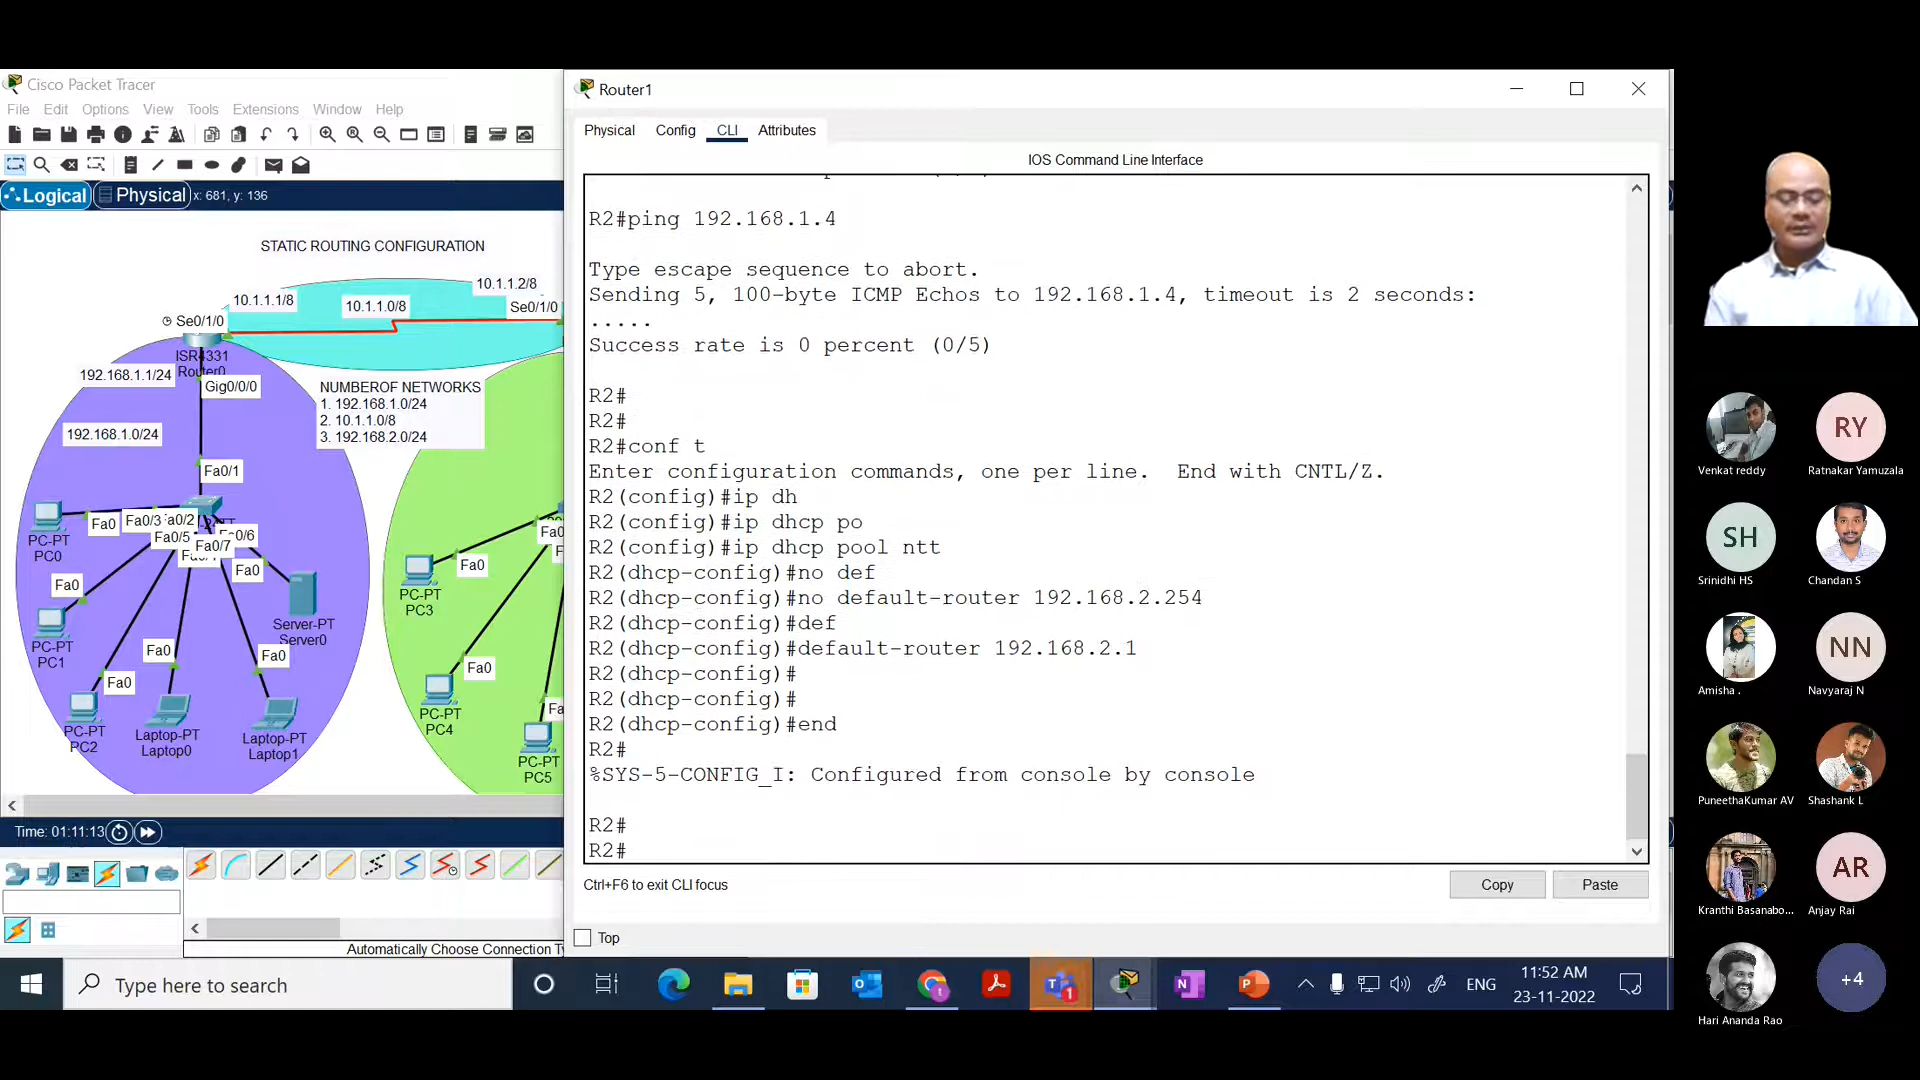 Cisco Packet Tracer
File Edit Options View Tools Extensions Window Help
Logical Physical x: 681, y: 136
STATIC ROUTING CONFIGURATION
10.1.1.2/8
10.1.1.1/8
10.1.1.0/8
Se0/1/0
Se0/1/0
ISR4331
Router0
192.168.1.1/24
Gig0/0/0
NUMBEROF NETWORKS
1. 192.168.1.0/24
2. 10.1.1.0/8
3. 192.168.2.0/24
192.168.1.0/24
Fa0/1
Fa0
Fa0/3
Fa0/5
Fa0/7
Fa0
PC-PT
PC0
Fa0
PC-PT
PC1
Fa0
PC-PT
PC2
Fa0
Laptop-PT
Laptop0
Fa0
Laptop-PT
Laptop1
Server-PT
Server0
Fa0
PC-PT
PC3
Fa0
PC-PT
PC4
PC-PT
PC5
Time: 01:11:13
Automatically Choose Connection Ty
Router1
Physical Config CLI Attributes
IOS Command Line Interface
R2#ping 192.168.1.4
Type escape sequence to abort.
Sending 5, 100-byte ICMP Echos to 192.168.1.4, timeout is 2 seconds:
.....
Success rate is 0 percent (0/5)
R2#
R2#
R2#conf t
Enter configuration commands, one per line. End with CNTL/Z.
R2(config)#ip dh
R2(config)#ip dhcp po
R2(config)#ip dhcp pool ntt
R2(dhcp-config)#no def
R2(dhcp-config)#no default-router 192.168.2.254
R2(dhcp-config)#def
R2(dhcp-config)#default-router 192.168.2.1
R2(dhcp-config)#
R2(dhcp-config)#
R2(dhcp-config)#end
R2#
%SYS-5-CONFIG_I: Configured from console by console
R2#
R2#
Ctrl+F6 to exit CLI focus
Copy
Paste
Top
Type here to search
1
ENG
11:52 AM
23-11-2022
Venkat reddy
RY
Ratnakar Yamuzala
SH
Srinidhi HS
Chandan S
Amisha .
NN
Navyaraj N
PuneethaKumar AV
Shashank L
Kranthi Basanabo...
AR
Anjay Rai
Hari Ananda Rao
+4